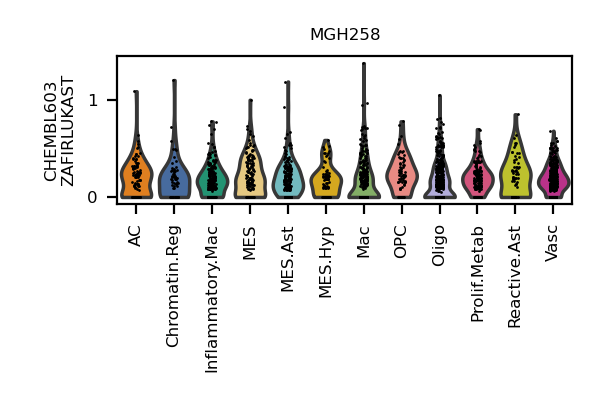 MGH258
CHEMBL603
ZAFIRLUKAST
1
0
AC
Chromatin.Reg
Inflammatory.Mac
MES
MES.Ast
MES.Hyp
Mac
OPC
Oligo
Prolif.Metab
Reactive.Ast
Vasc